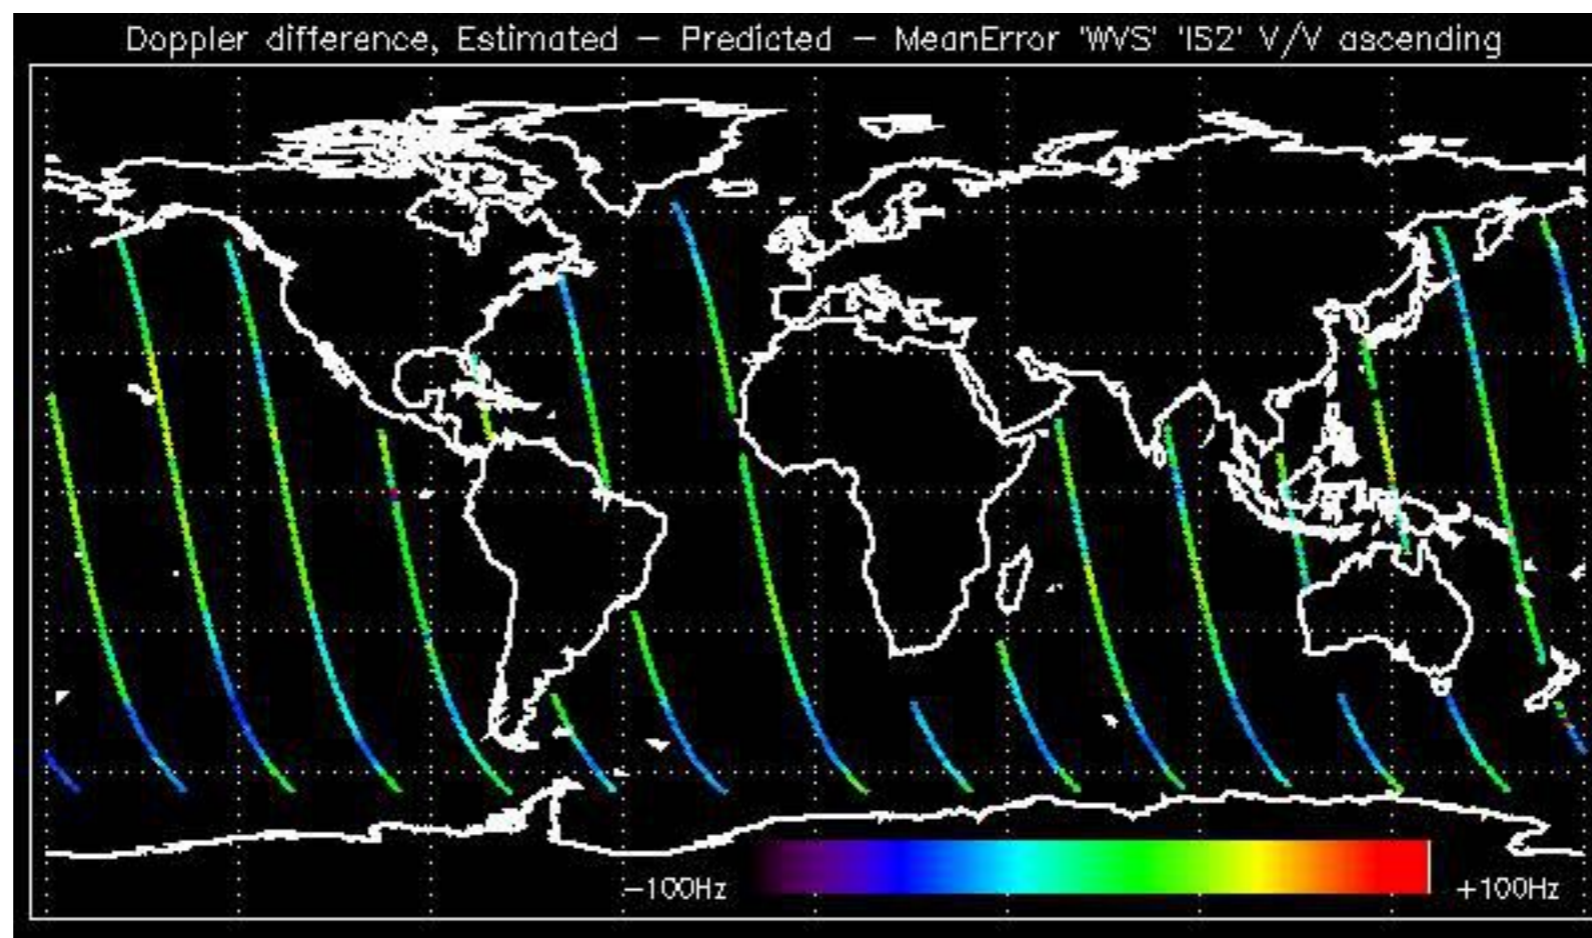 Doppler difference, Estimated - Predicted - MeanError 'WVS' 'IS2' V/V ascending
-100Hz +100Hz